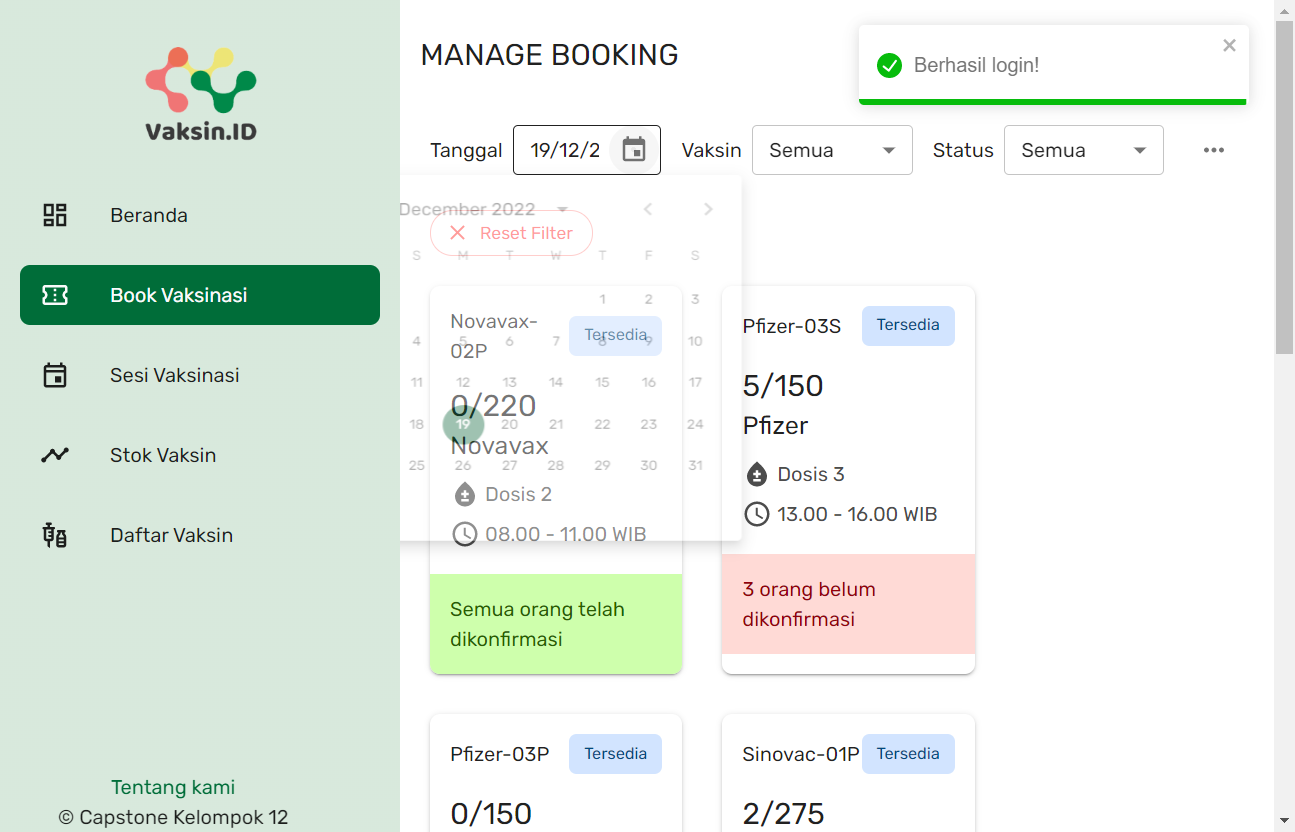 Vaksin.ID
Beranda
Book Vaksinasi
Sesi Vaksinasi
Stok Vaksin
Daftar Vaksin
Tentang kami
© Capstone Kelompok 12
MANAGE BOOKING
Berhasil login!
Tanggal
19/12/2
Vaksin
Semua
Status
Semua
December 2022
Reset Filter
S M T W T F S
1 2 3
4 5 6 7 8 9 10
11 12 13 14 15 16 17
18 19 20 21 22 23 24
25 26 27 28 29 30 31
Novavax-
02P
Tersedia
0/220
Novavax
Dosis 2
08.00 - 11.00 WIB
Semua orang telah
dikonfirmasi
Pfizer-03S
Tersedia
5/150
Pfizer
Dosis 3
13.00 - 16.00 WIB
3 orang belum
dikonfirmasi
Pfizer-03P
Tersedia
0/150
Sinovac-01P
Tersedia
2/275